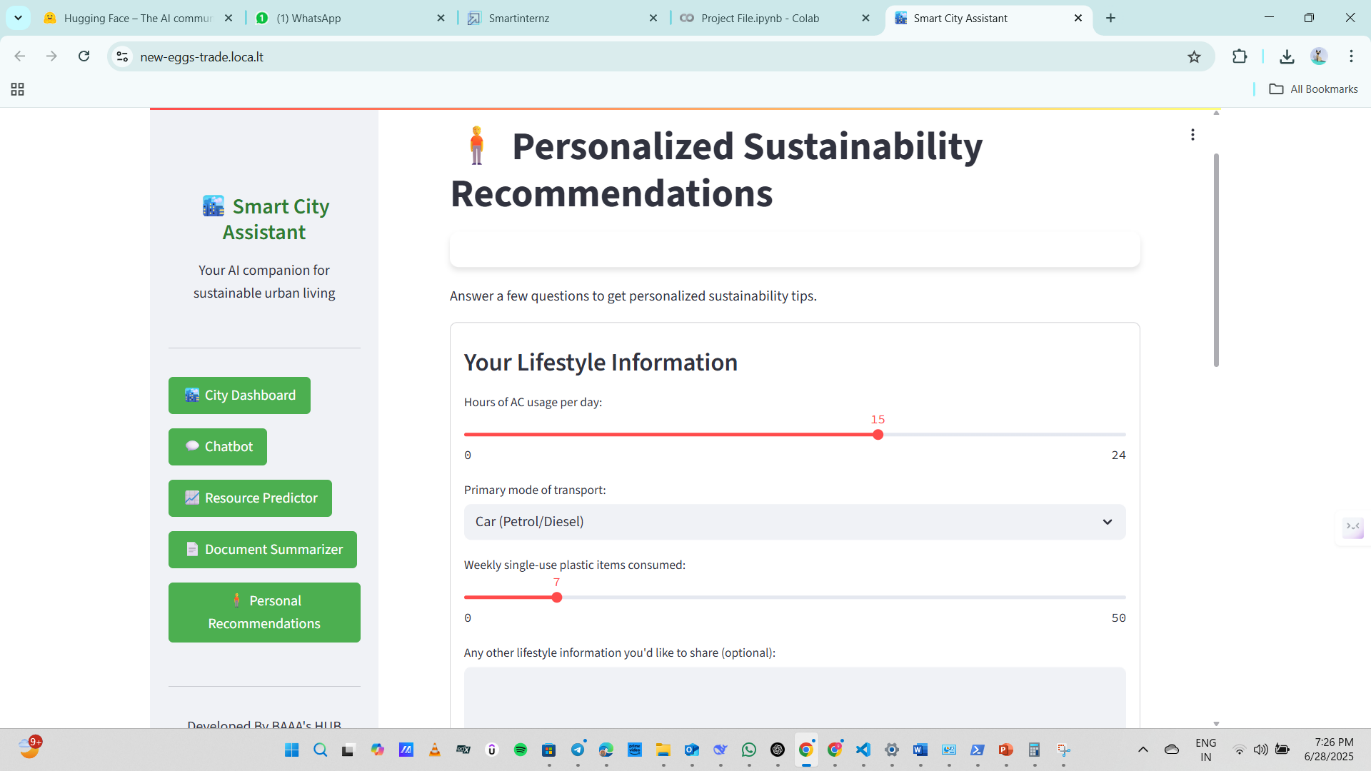 Hugging Face – The AI commun
(1) WhatsApp
Smartinternz
Project File.ipynb - Colab
Smart City Assistant
new-eggs-trade.loca.lt
All Bookmarks
Smart City
Assistant
Your AI companion for
sustainable urban living
City Dashboard
Chatbot
Resource Predictor
Document Summarizer
Personal
Recommendations
Developed By BAAA's HUB
Personalized Sustainability
Recommendations
Answer a few questions to get personalized sustainability tips.
Your Lifestyle Information
Hours of AC usage per day:
15
0 24
Primary mode of transport:
Car (Petrol/Diesel)
Weekly single-use plastic items consumed:
7
0 50
Any other lifestyle information you'd like to share (optional):
9+
ENG
IN
7:26 PM
6/28/2025